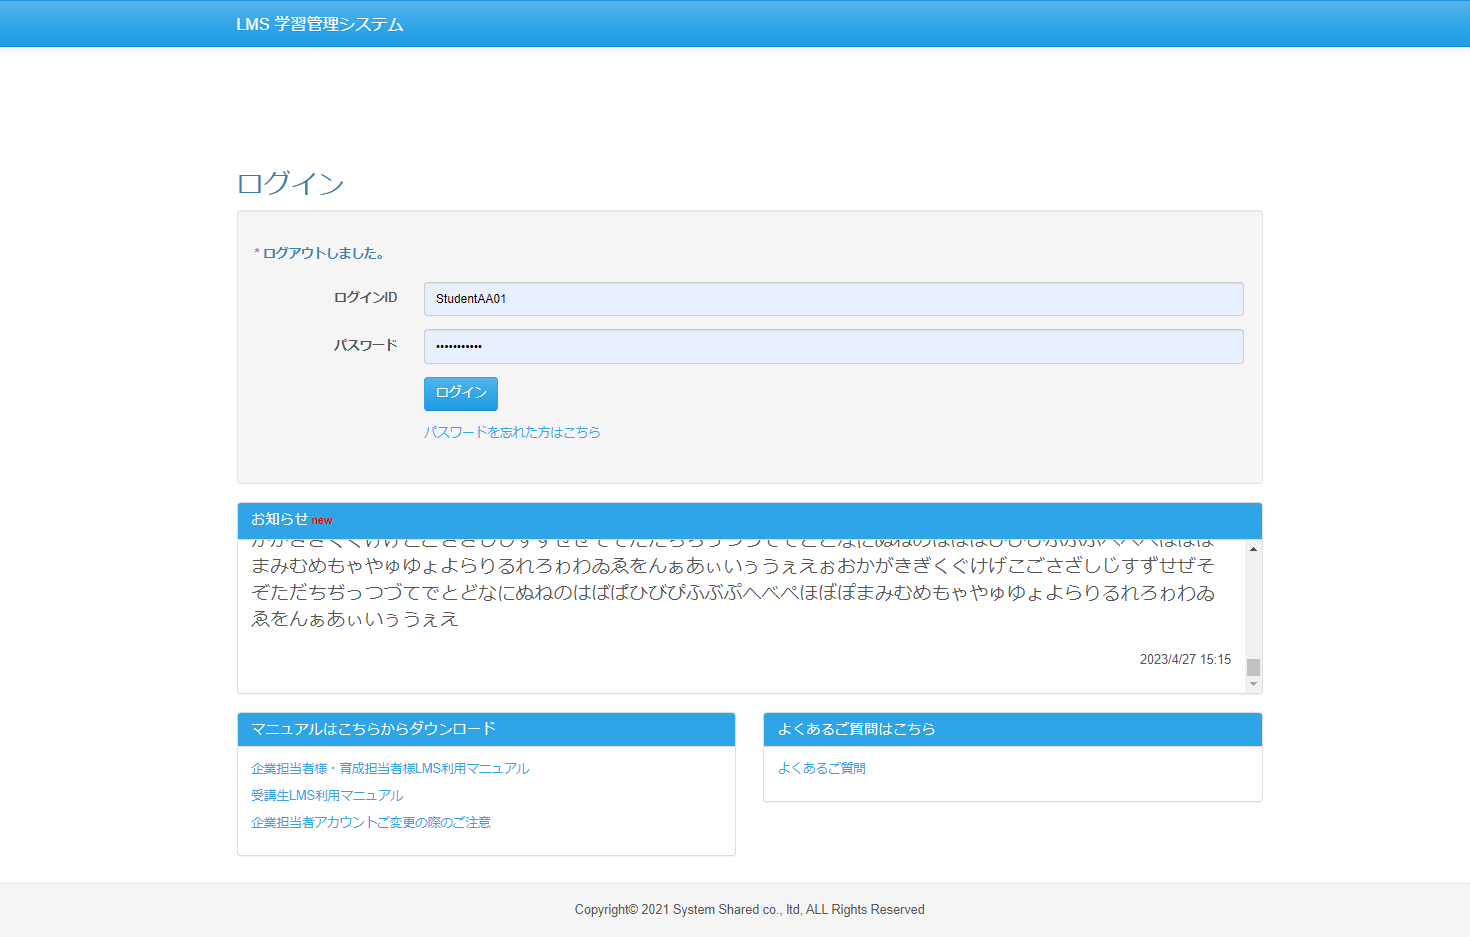 LMS 学習管理システム
ログイン
* ログアウトしました。
ログインID
StudentAA01
パスワード
•••••••••••
ログイン
パスワードを忘れた方はこちら
お知らせ new
まみむめもゃやゅゆょよらりるれろゎわゐゑをんぁあぃいぅうぇえぉおかがきぎくぐけげこごさざしじすずせぜそ
ぞただちぢっつづてでとどなにぬねのはばぱひびぴふぶぷへべぺほぼぽまみむめもゃやゅゆょよらりるれろゎわゐ
ゑをんぁあぃいぅうぇえ
2023/4/27 15:15
マニュアルはこちらからダウンロード
企業担当者様・育成担当者様LMS利用マニュアル
受講生LMS利用マニュアル
企業担当者アカウントご変更の際のご注意
よくあるご質問はこちら
よくあるご質問
Copyright© 2021 System Shared co., ltd, ALL Rights Reserved